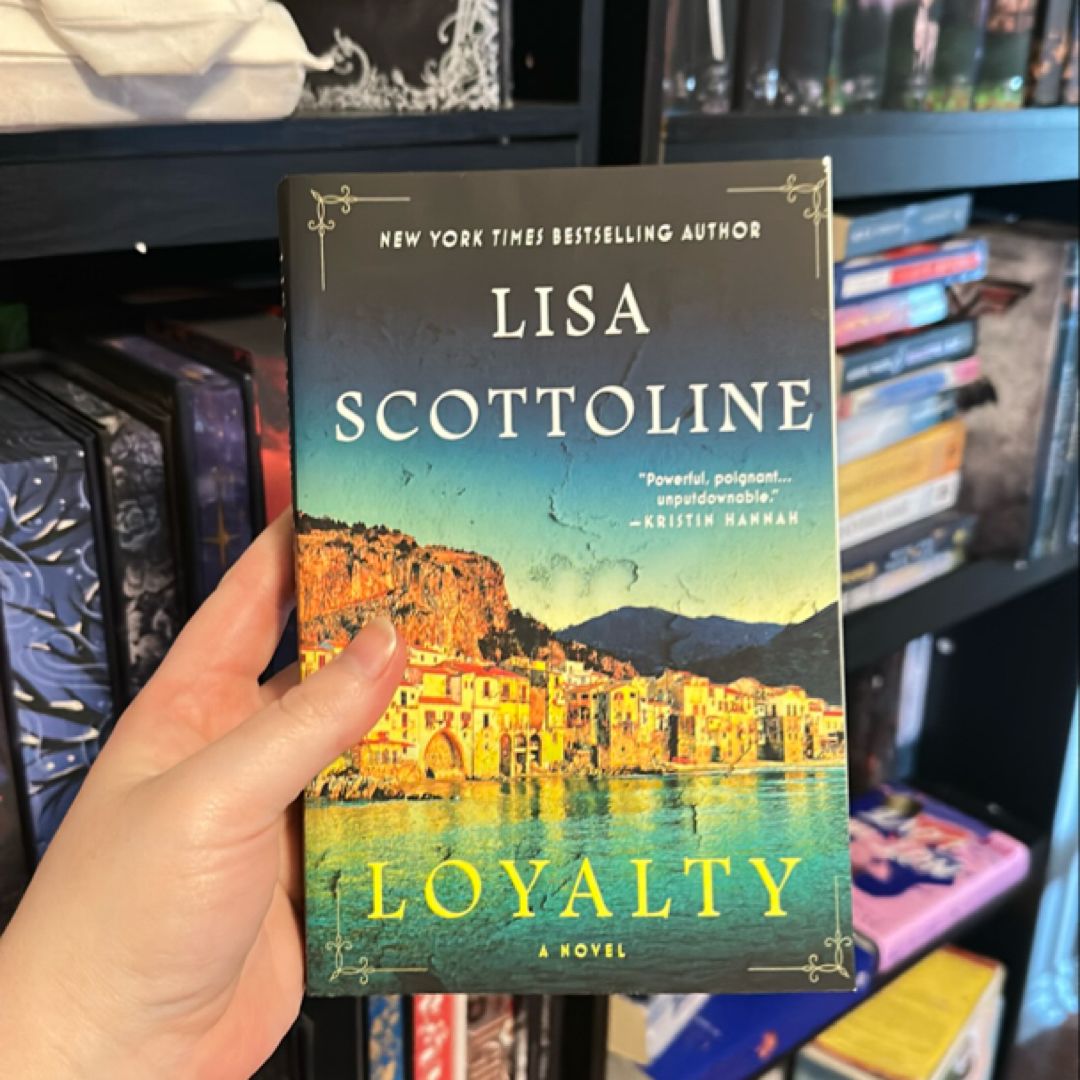 NEW YORK TIMES BESTSELLING AUTHOR
LISA
SCOTTOLINE
"Powerful, poignant...
unputdownable."
—KRISTIN HANNAH
LOYALTY
A NOVEL